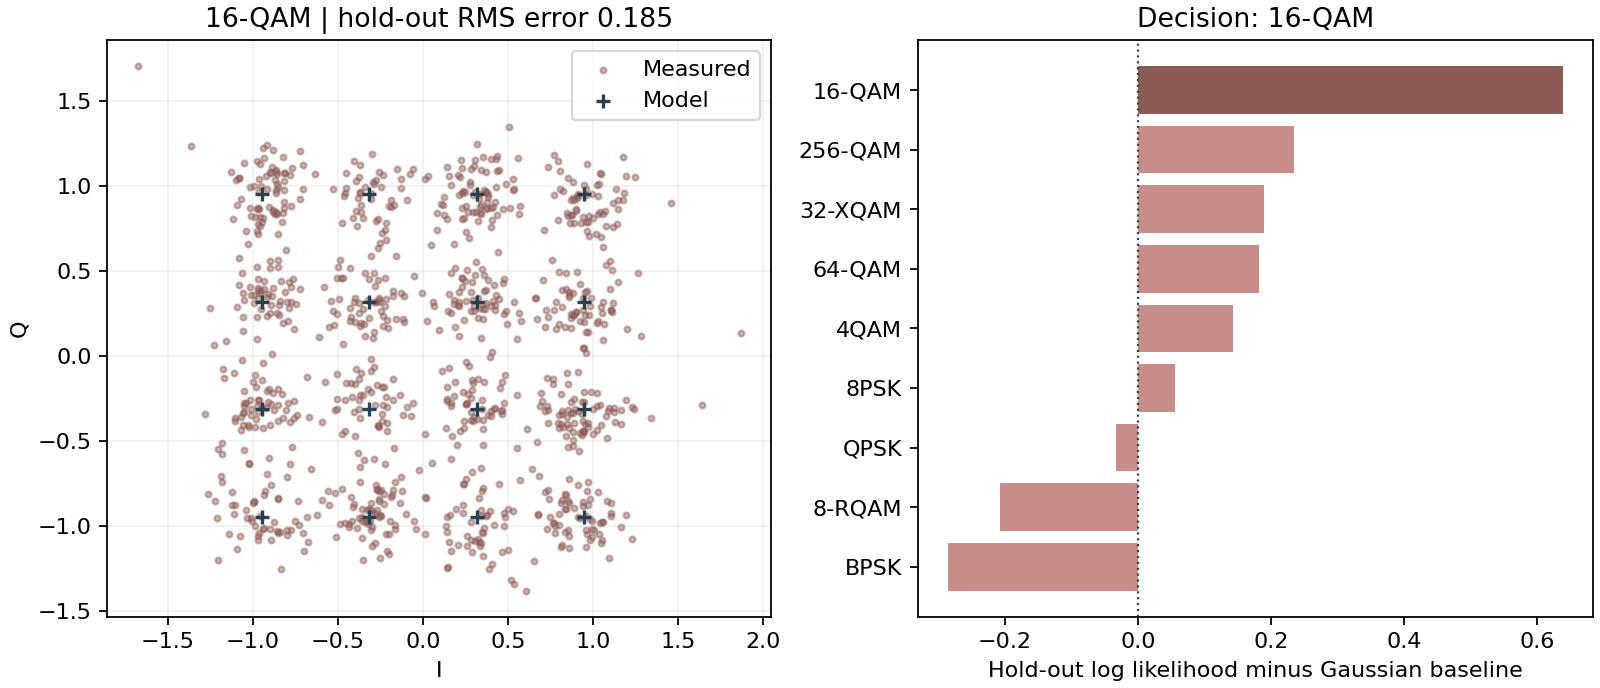 16-QAM | hold-out RMS error 0.185
Measured
Model
1.5
1.0
0.5
0.0
−0.5
−1.0
−1.5
Q
−1.5
−1.0
−0.5
0.0
0.5
1.0
1.5
2.0
I
Decision: 16-QAM
16-QAM
256-QAM
32-XQAM
64-QAM
4QAM
8PSK
QPSK
8-RQAM
BPSK
−0.2
0.0
0.2
0.4
0.6
Hold-out log likelihood minus Gaussian baseline